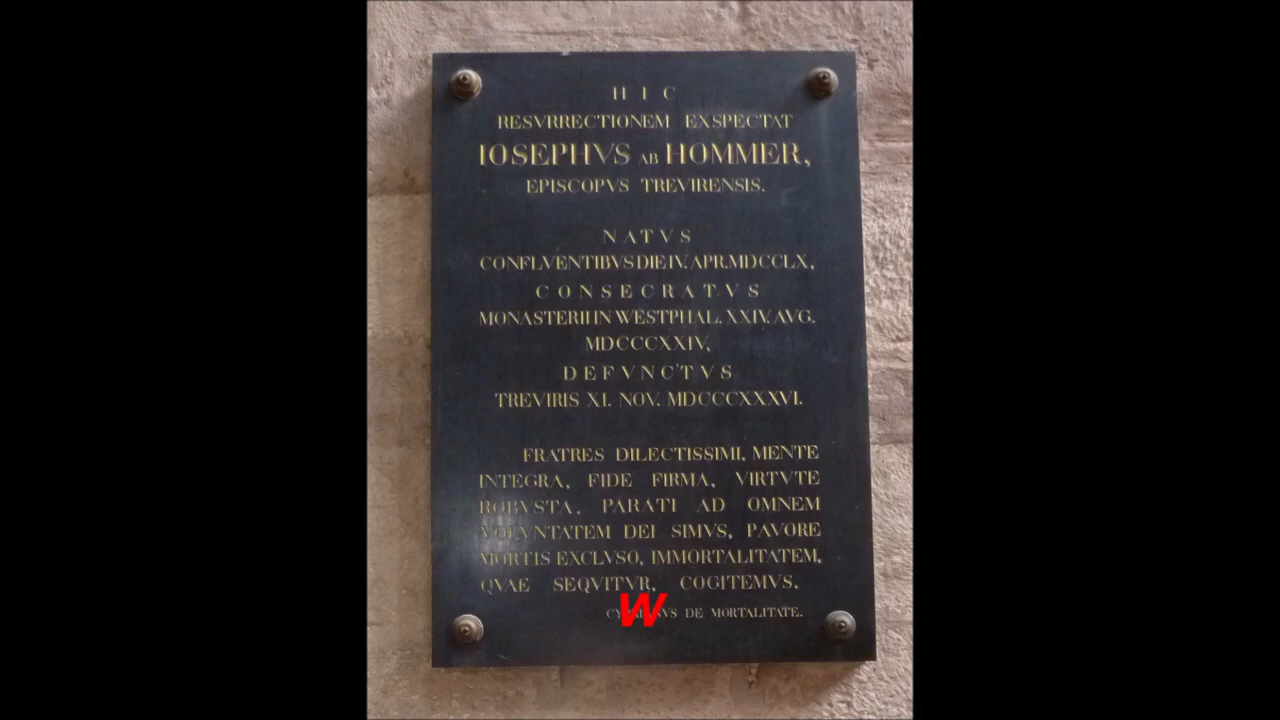 HIC
RESVRRECTIONEM EXSPECTAT
IOSEPHVS AB HOMMER,
EPISCOPVS TREVIRENSIS.
NATVS
CONFLVENTIBVS DIE IV. APR. MDCCLX,
CONSECRATVS
MONASTERII IN WESTPHAL. XXIV. AVG.
MDCCCXXIV,
DEFVNCTVS
TREVIRIS XI. NOV. MDCCCXXXVI.
FRATRES DILECTISSIMI, MENTE
INTEGRA, FIDE FIRMA, VIRTVTE
ROBVSTA, PARATI AD OMNEM
VOLVNTATEM DEI SIMVS, PAVORE
MORTIS EXCLVSO, IMMORTALITATEM,
QVAE SEQVITVR, COGITEMVS.
DE MORTALITATE.
W